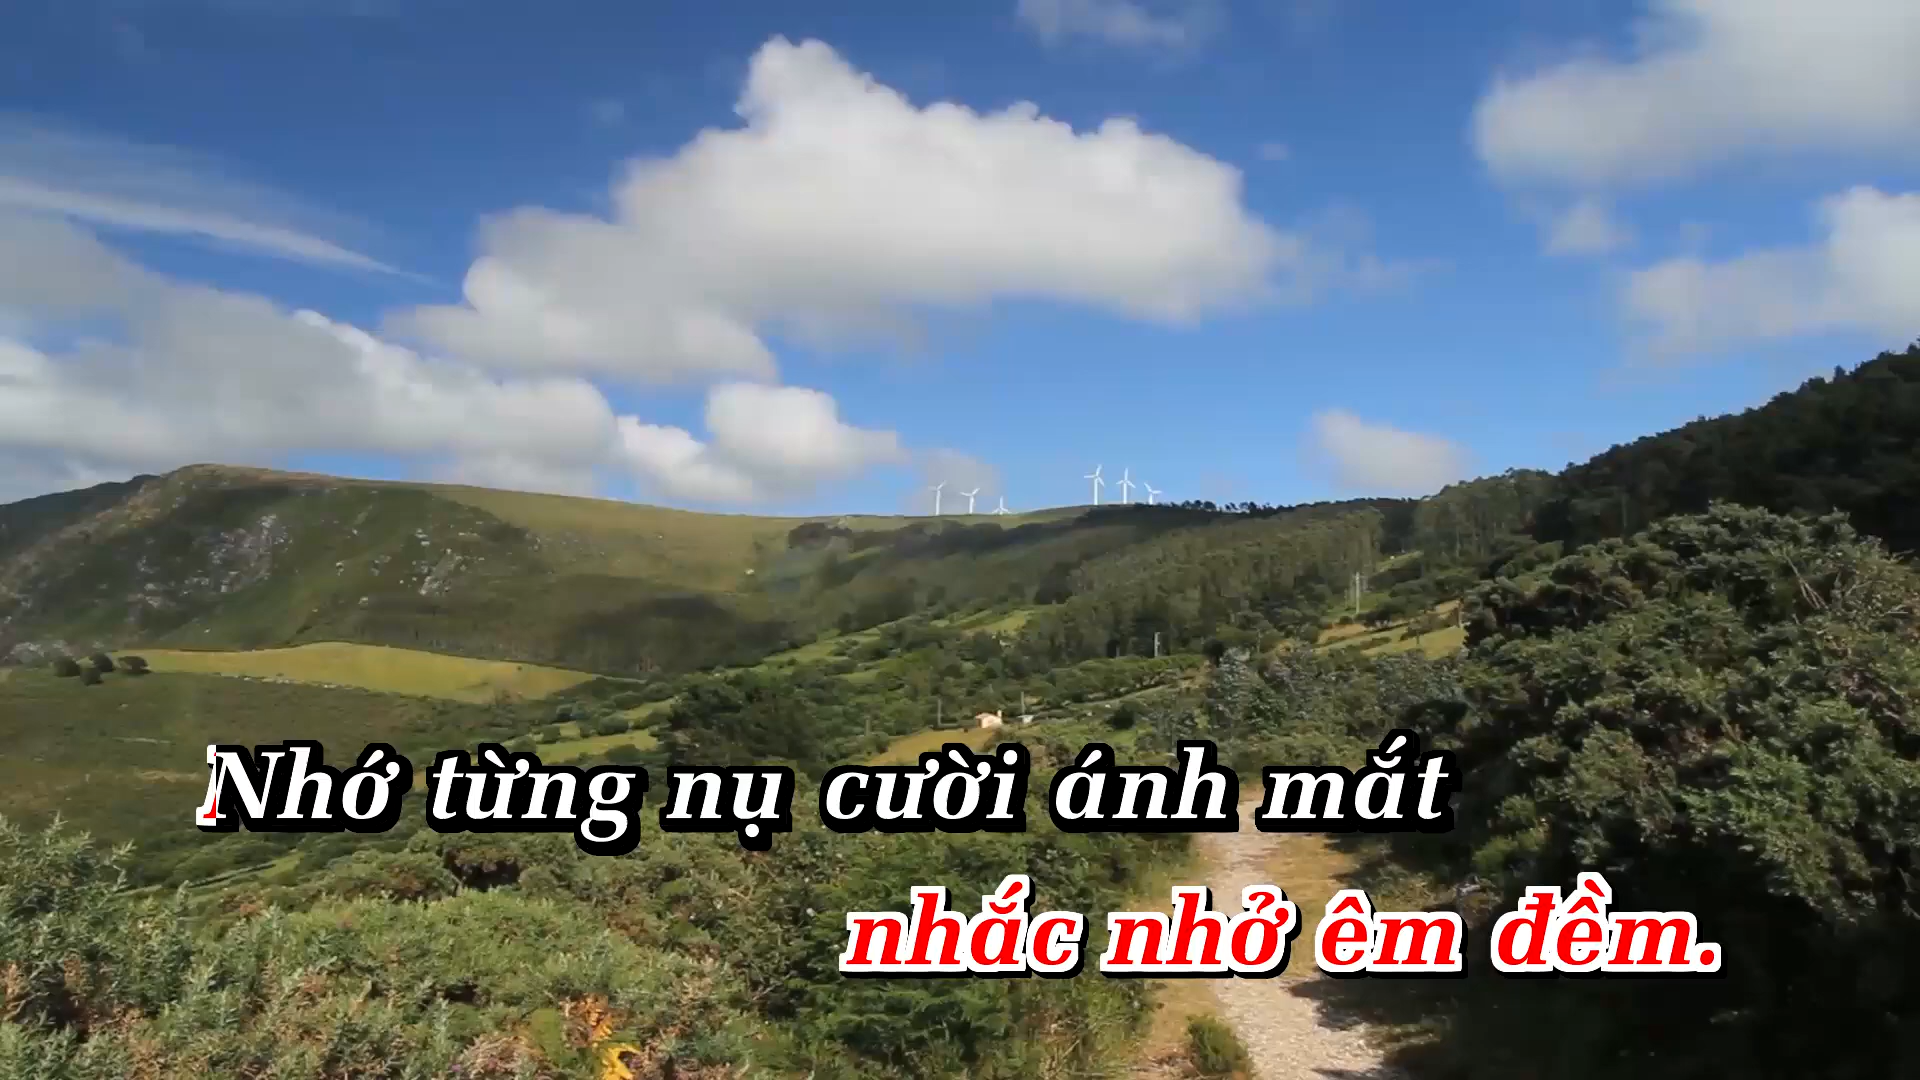 Nhớ từng nụ cười ánh mắt
nhắc nhở êm đềm.